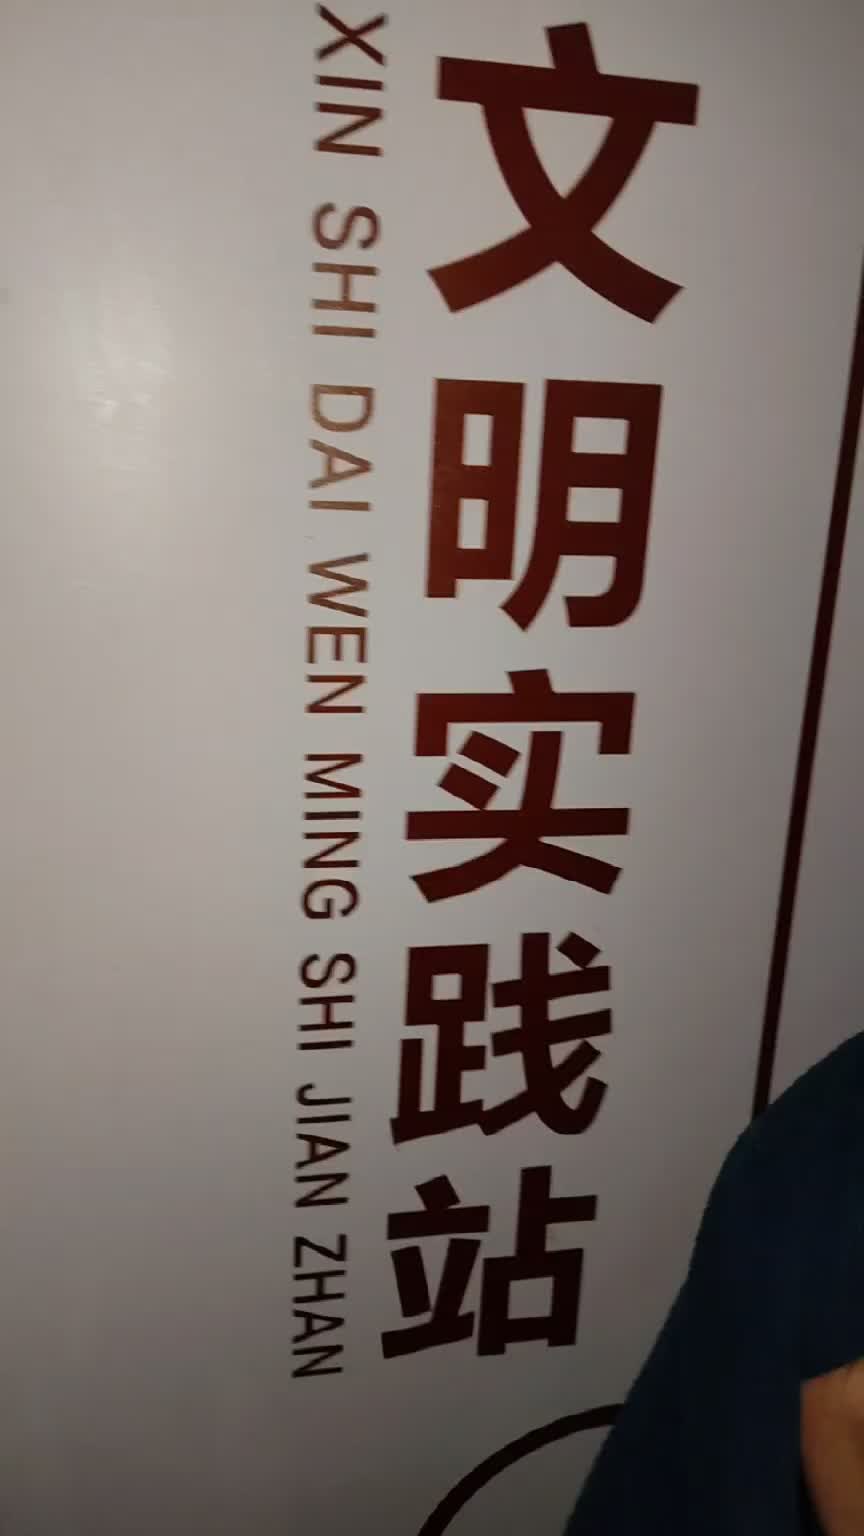 文明实践站
XIN SHI DAI WEN MING SHI JIAN ZHAN